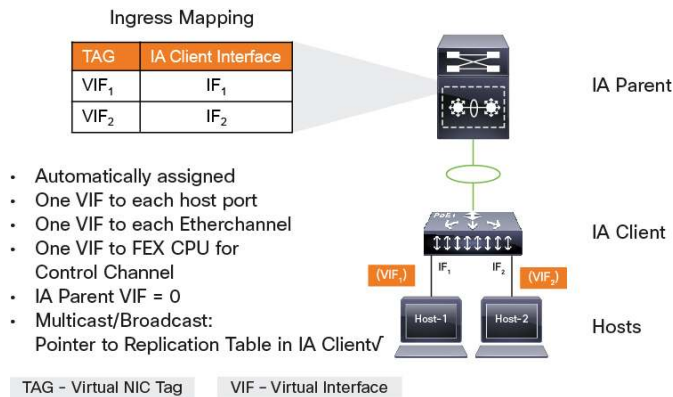 Ingress Mapping
TAG IA Client Interface
VIF₁ IF₁
VIF₂ IF₂
IA Parent
• Automatically assigned
• One VIF to each host port
• One VIF to each Etherchannel
• One VIF to FEX CPU for
Control Channel
• IA Parent VIF = 0
• Multicast/Broadcast:
Pointer to Replication Table in IA Client√
PoE+
IA Client
(VIF₁) IF₁ IF₂ (VIF₂)
Host-1 Host-2 Hosts
TAG – Virtual NIC Tag VIF – Virtual Interface